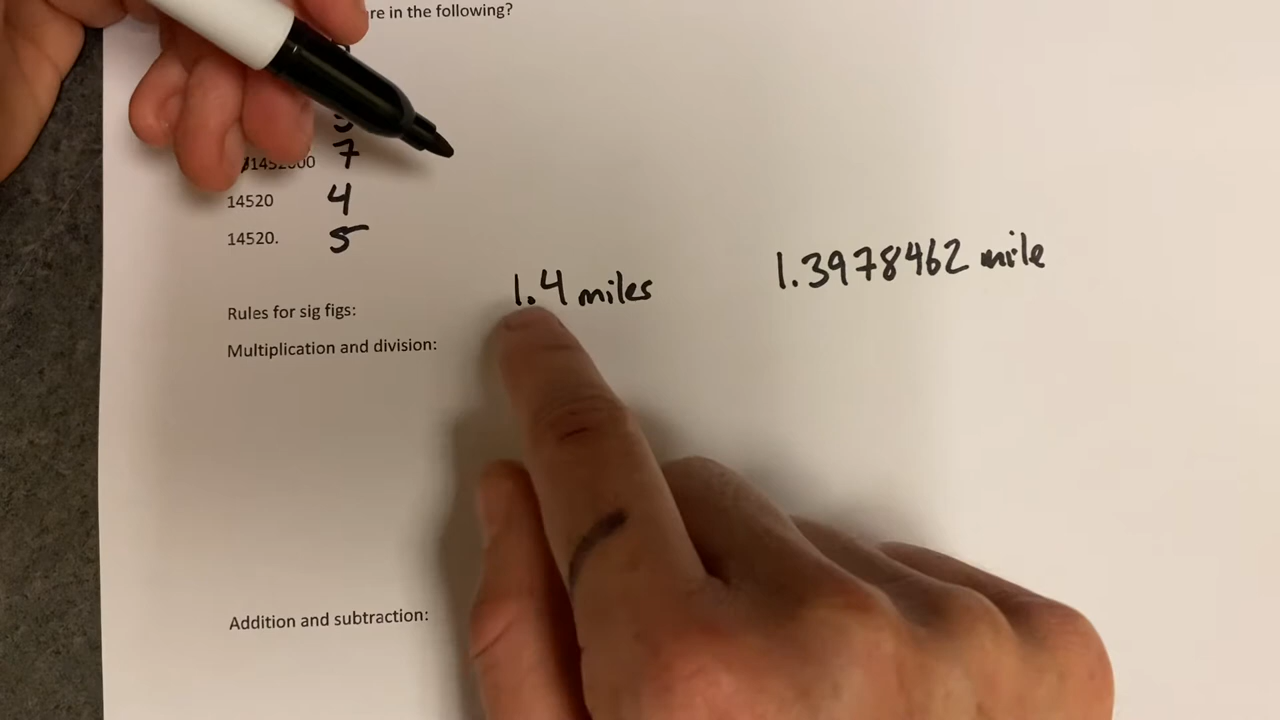 re in the following?
7
14520 4
14520. 5
1.4 miles 1.3978462 mile
Rules for sig figs:
Multiplication and division:
Addition and subtraction: